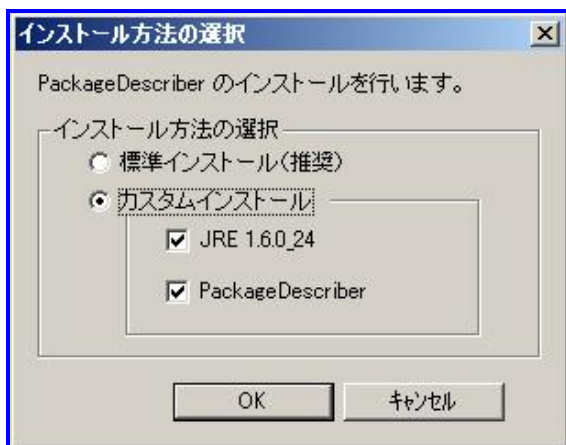 インストール方法の選択
PackageDescriber のインストールを行います。
インストール方法の選択
標準インストール(推奨)
カスタムインストール
JRE 1.6.0_24
PackageDescriber
OK キャンセル